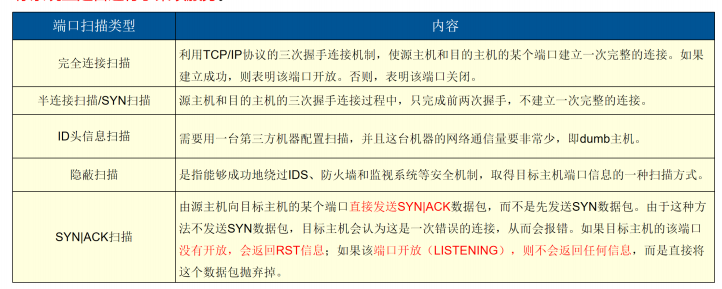 端口扫描类型 内容
完全连接扫描
利用TCP/IP协议的三次握手连接机制，使源主机和目的主机的某个端口建立一次完整的连接。如果
建立成功，则表明该端口开放。否则，表明该端口关闭。
半连接扫描/SYN扫描
源主机和目的主机的三次握手连接过程中，只完成前两次握手，不建立一次完整的连接。
ID头信息扫描
需要用一台第三方机器配置扫描，并且这台机器的网络通信量要非常少，即dumb主机。
隐蔽扫描
是指能够成功地绕过IDS、防火墙和监视系统等安全机制，取得目标主机端口信息的一种扫描方式。
SYN|ACK扫描
由源主机向目标主机的某个端口直接发送SYN|ACK数据包，而不是先发送SYN数据包。由于这种方
法不发送SYN数据包，目标主机会认为这是一次错误的连接，从而会报错。如果目标主机的该端口
没有开放，会返回RST信息；如果该端口开放（LISTENING），则不会返回任何信息，而是直接将
这个数据包抛弃掉。